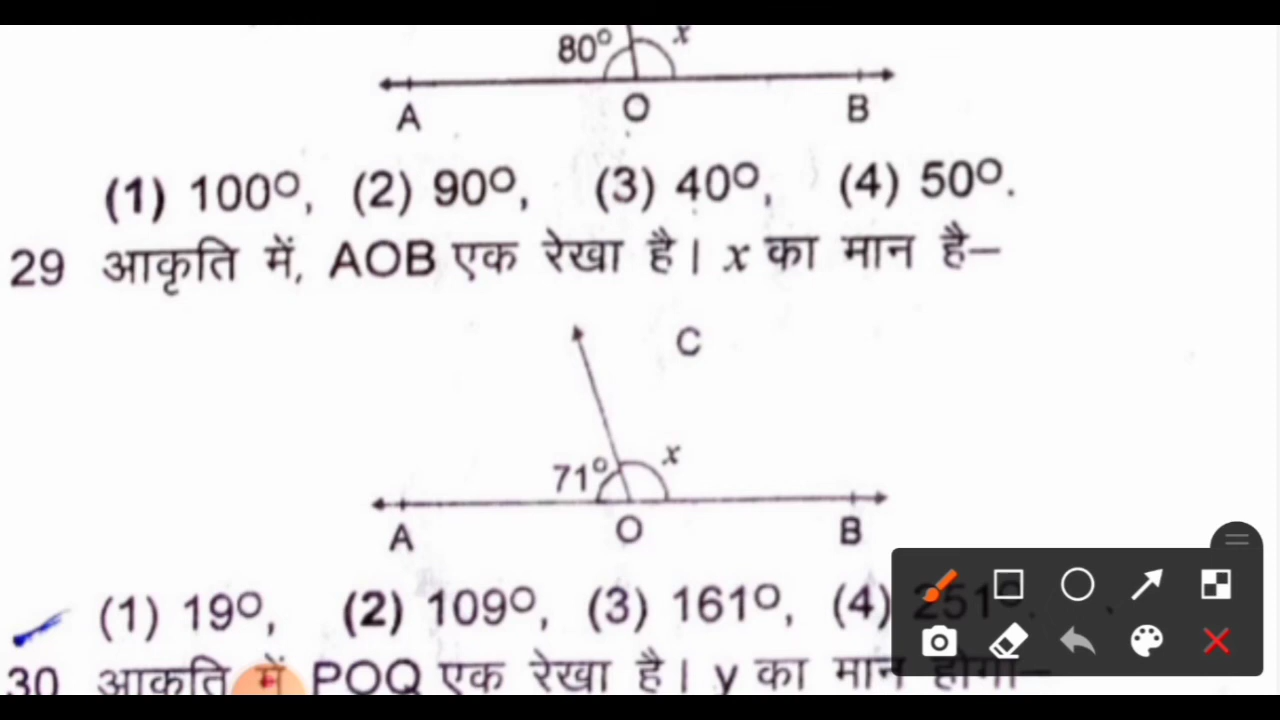 80° x
A O B
(1) 100°, (2) 90°, (3) 40°, (4) 50°.
29 आकृति में, AOB एक रेखा है। x का मान है–
C
71° x
A O B
(1) 19°, (2) 109°, (3) 161°, (4) 251°.
30 आकृति में POQ एक रेखा है। y का मान होगा–